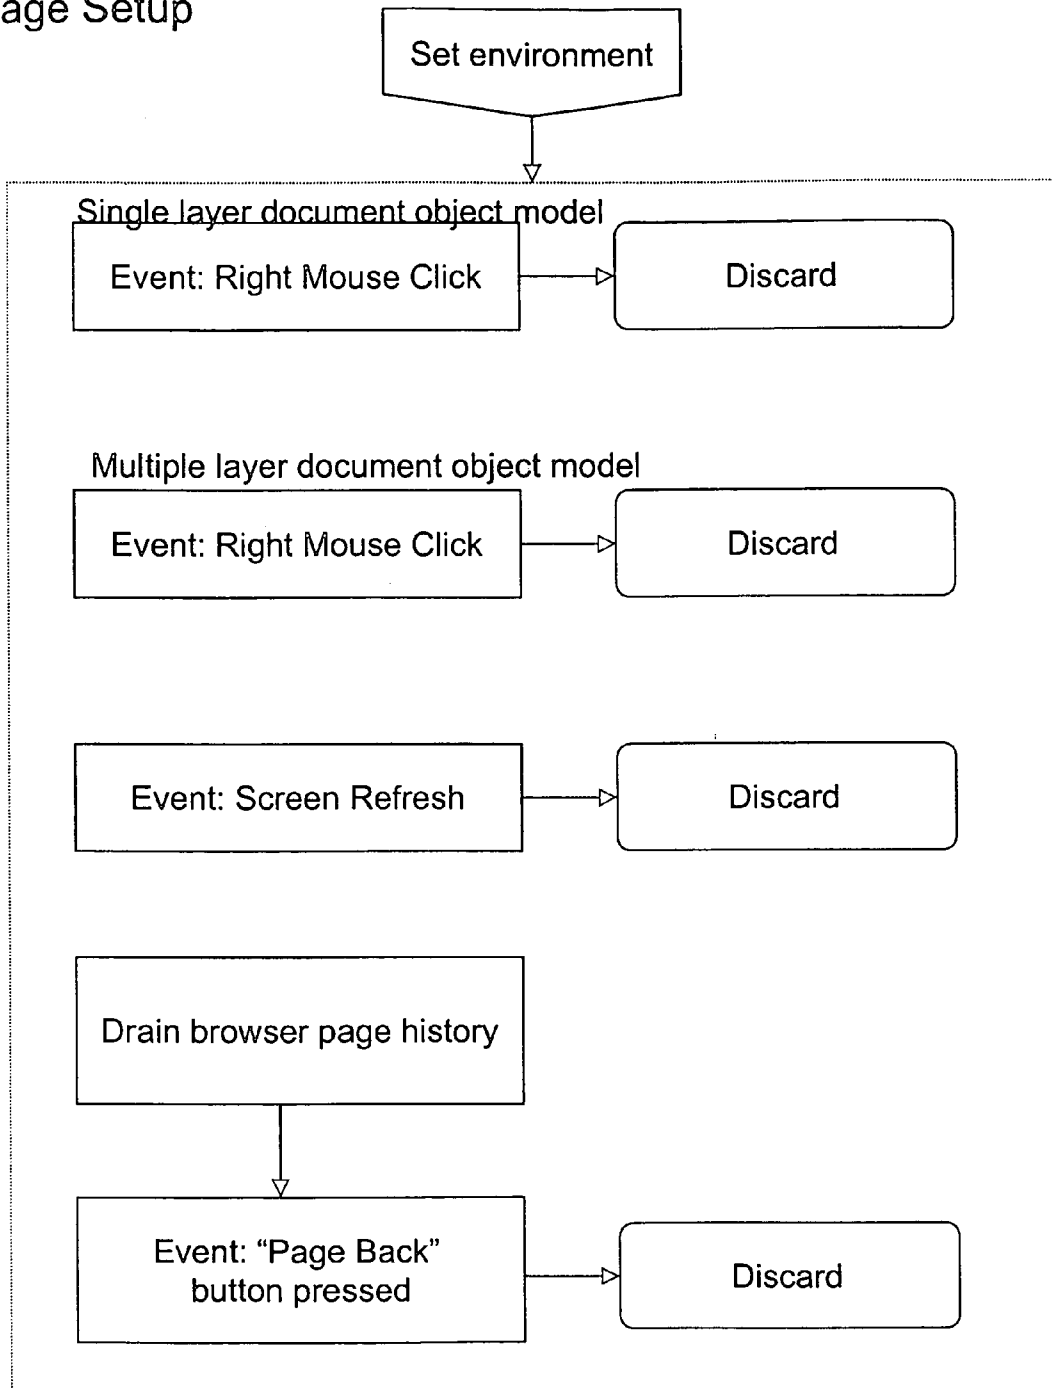 age Setup
Set environment
Single layer document object model
Event: Right Mouse Click
Discard
Multiple layer document object model
Event: Right Mouse Click
Discard
Event: Screen Refresh
Discard
Drain browser page history
Event: “Page Back”
button pressed
Discard